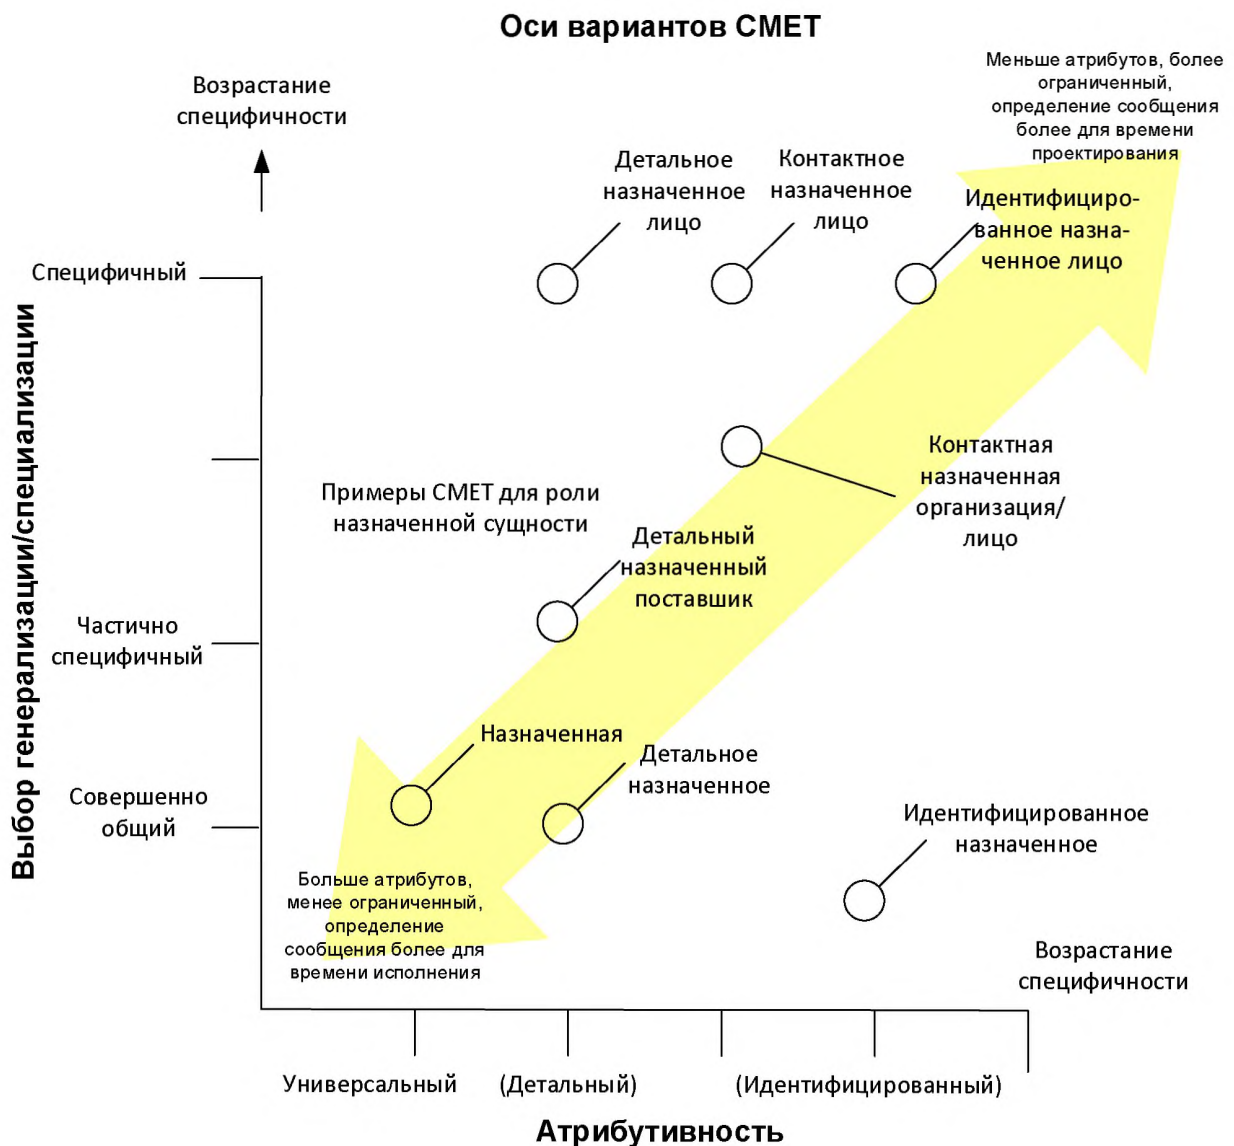 Оси вариантов СМЕТ
Меньше атрибутов, более
ограниченный,
определение сообщения
более для времени
проектирования
Возрастание
специфичности
Детальное
назначенное
лицо
Контактное
назначенное
лицо
Идентифициро-
ванное назна-
ченное лицо
Специфичный
Выбор генерализации/специализации
Контактная
назначенная
организация/
лицо
Примеры СМЕТ для роли
назначенной сущности
Детальный
назначенный
поставшик
Частично
специфичный
Назначенная
Детальное
назначенное
Совершенно
общий
Идентифицированное
назначенное
Больше атрибутов,
менее ограниченный,
определение
сообщения более для
времени исполнения
Возрастание
специфичности
Универсальный
(Детальный)
(Идентифицированный)
Атрибутивность